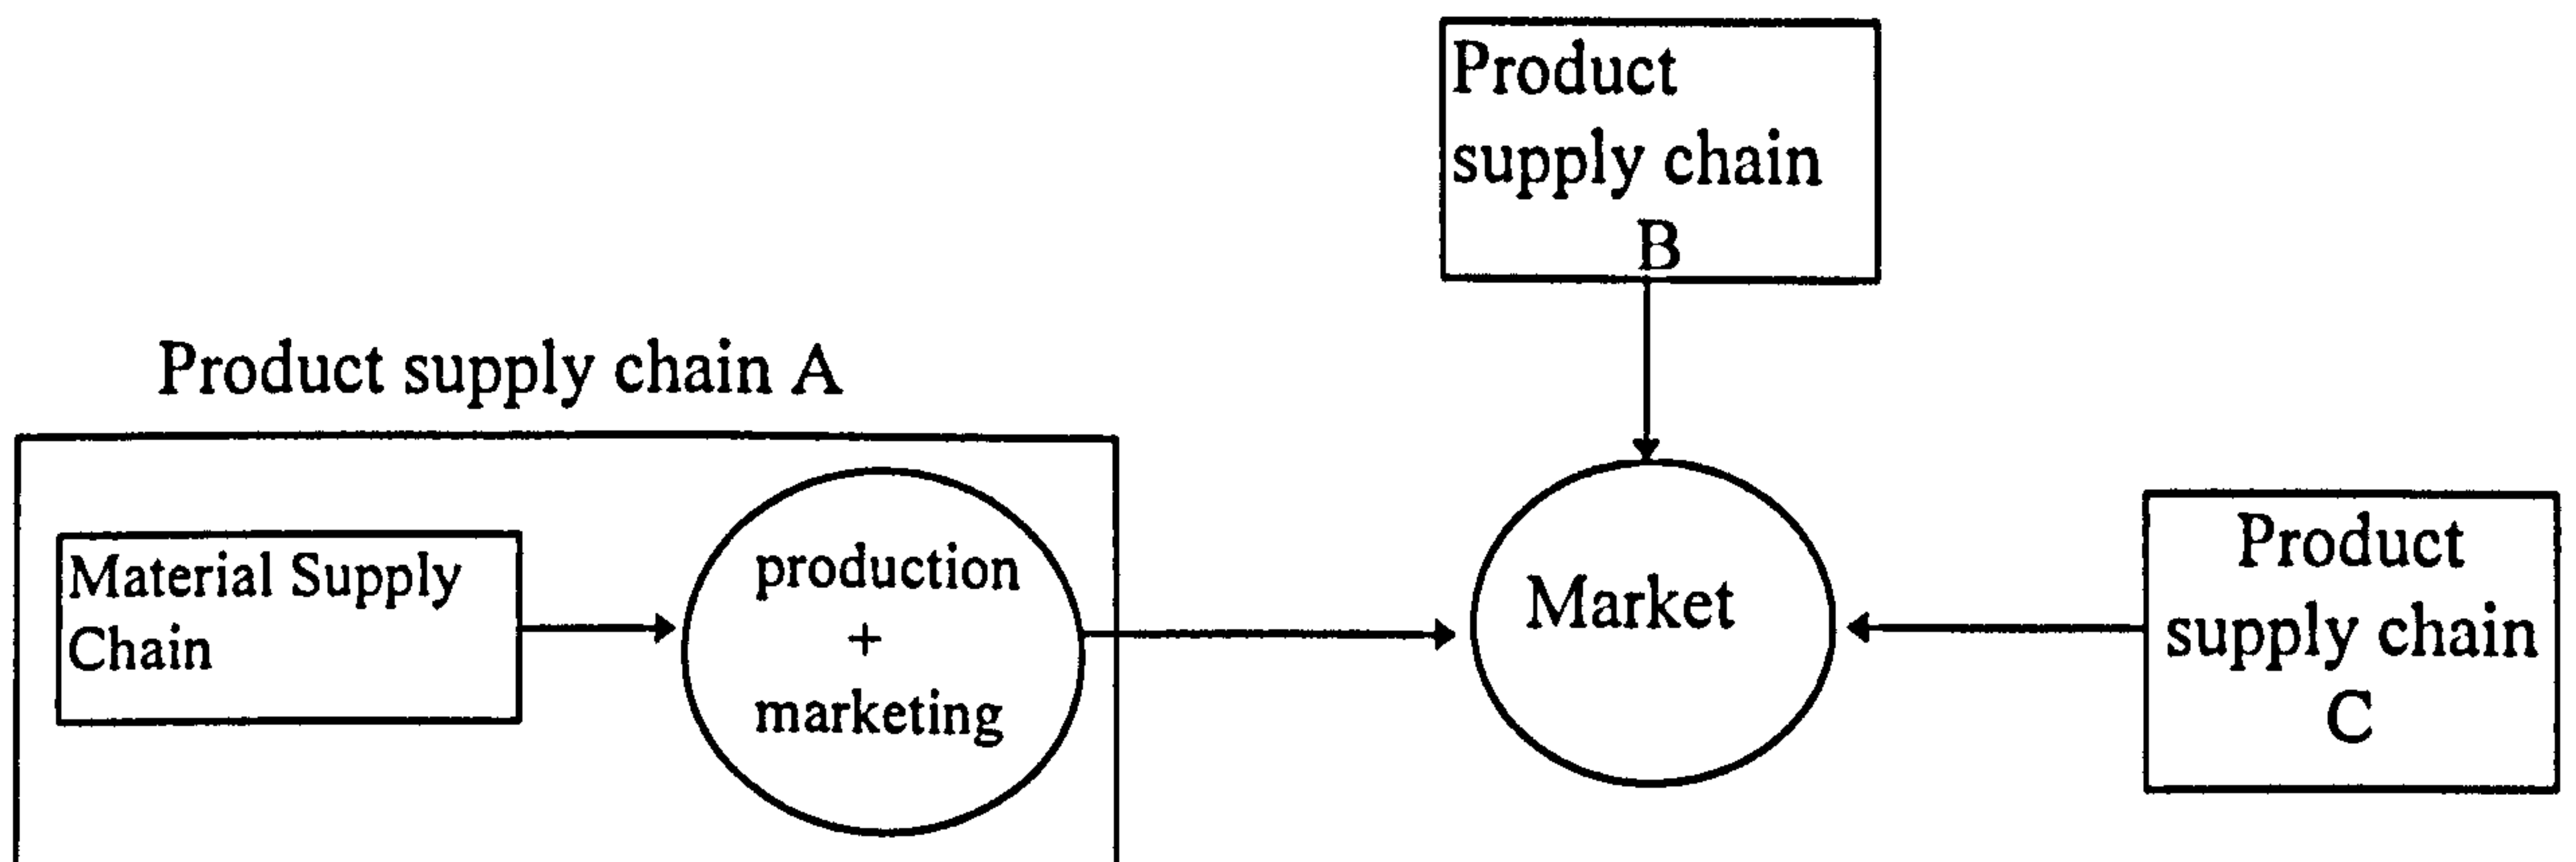 Product
supply chain
B
Product supply chain A
Material Supply
Chain
production
+
marketing
Market
Product
supply chain
C